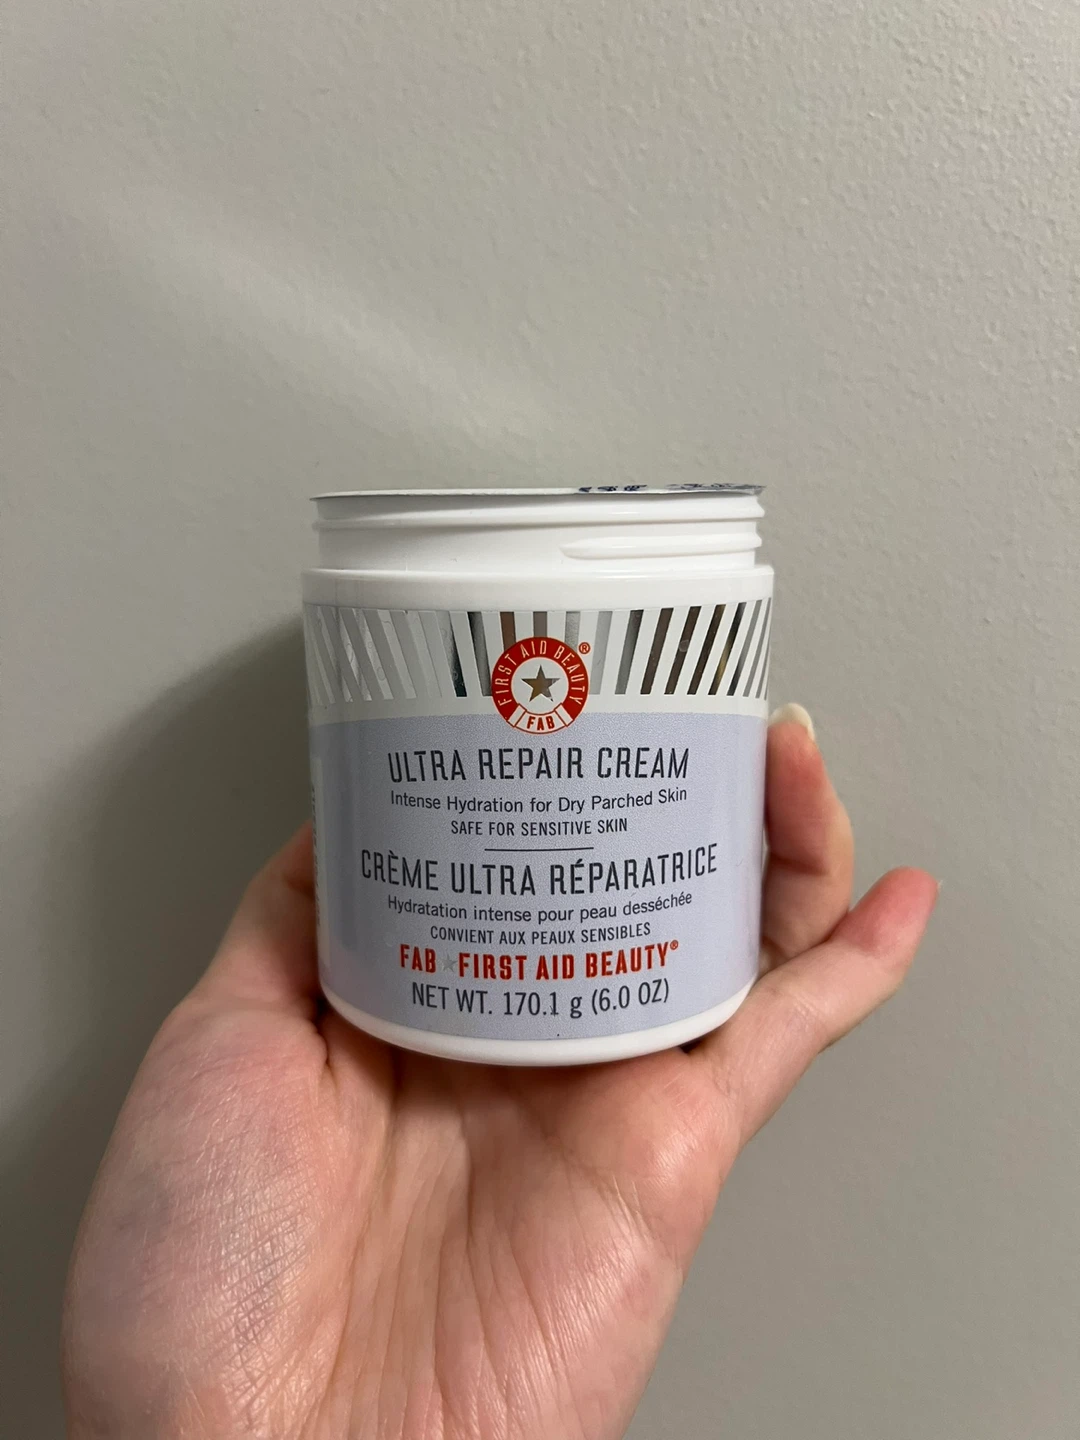 FIRST AID BEAUTY ®
FAB
ULTRA REPAIR CREAM
Intense Hydration for Dry Parched Skin
SAFE FOR SENSITIVE SKIN
CRÈME ULTRA RÉPARATRICE
Hydratation intense pour peau desséchée
CONVIENT AUX PEAUX SENSIBLES
FAB FIRST AID BEAUTY®
NET WT. 170.1 g (6.0 OZ)